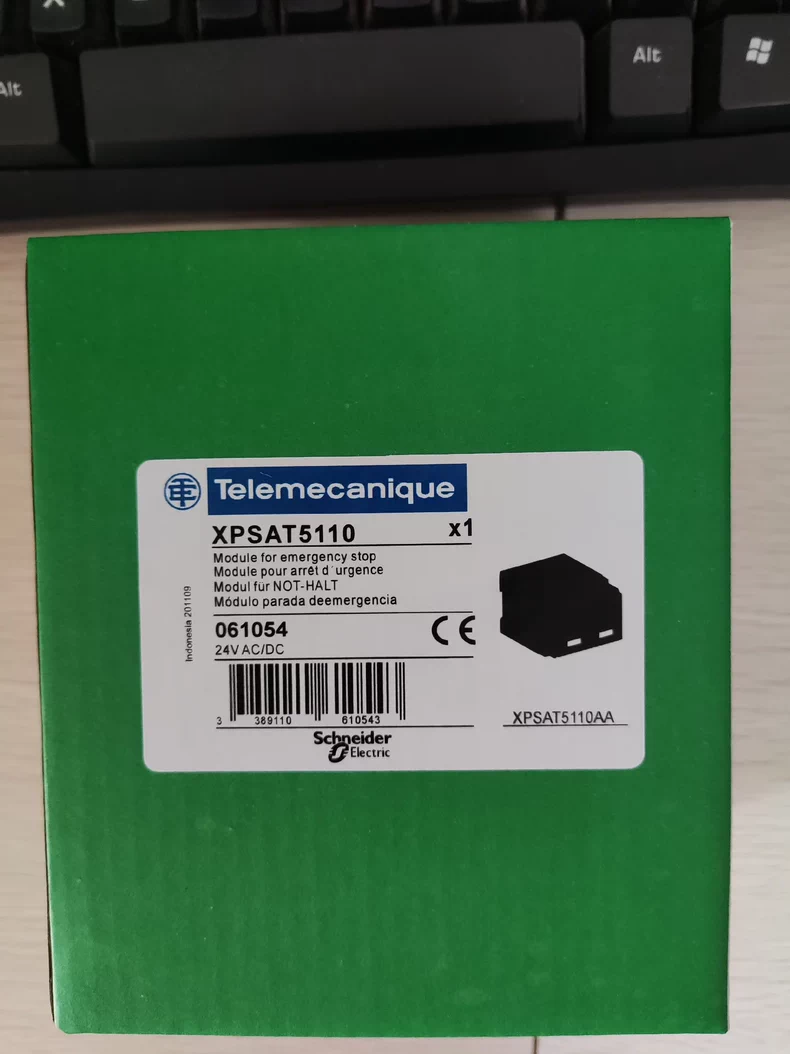 Alt
Alt
Telemecanique
XPSAT5110
x1
Module for emergency stop
Module pour arrêt d'urgence
Modul für NOT-HALT
Módulo parada deemergencia
Indonesia 201109
061054
CE
24V AC/DC
3 389110 610543
XPSAT5110AA
Schneider
Electric